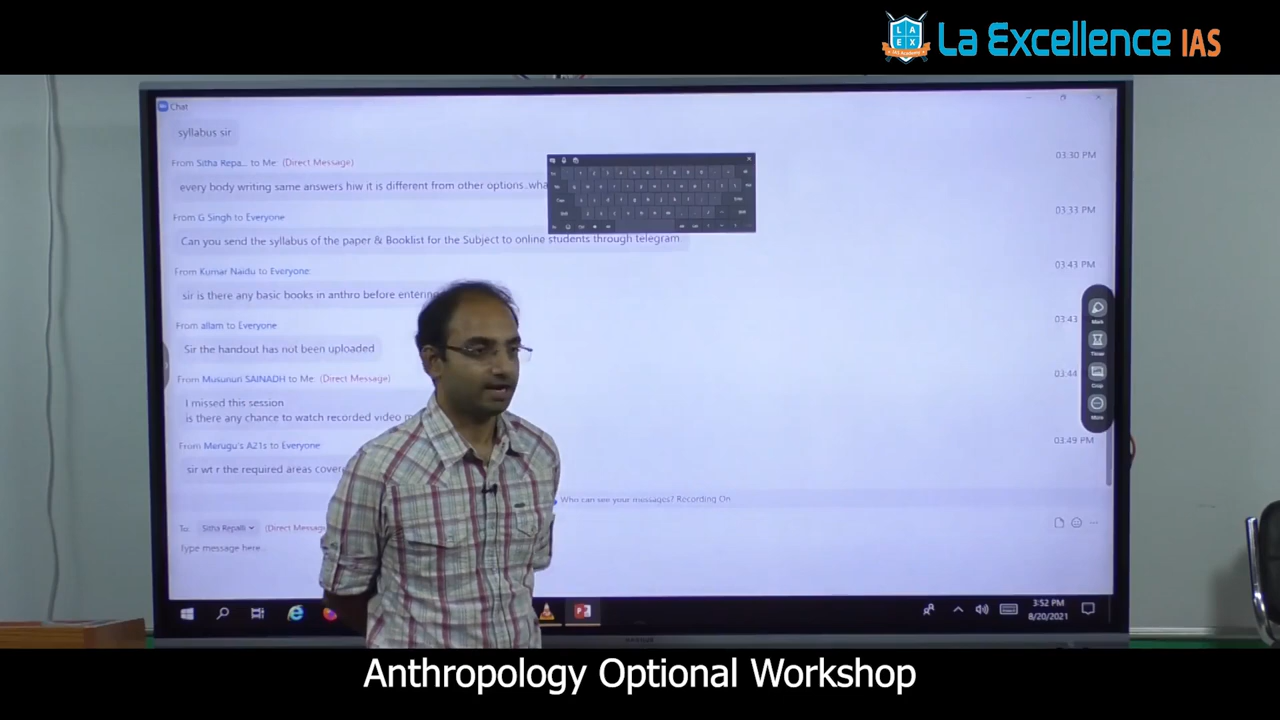 La Excellence IAS
Chat
syllabus sir
From Sitha Repa... to Me: (Direct Message)
03:30 PM
every body writing same answers hiw it is different from other options..wha
From G Singh to Everyone
03:33 PM
Can you send the syllabus of the paper & Booklist for the Subject to online students through telegram
From Kumar Naidu to Everyone:
03:43 PM
sir is there any basic books in anthro before entering
From allam to Everyone
03:43
Sir the handout has not been uploaded
From Musunuri SAINADH to Me: (Direct Message)
03:44
I missed this session
is there any chance to watch recorded video
From Merugu's A21s to Everyone
03:49 PM
sir wt r the required areas cover
Who can see your messages? Recording On
To: Sitha Repalli (Direct Messag
Type message here..
Mark
Timer
Crop
More
3:52 PM
8/20/2021
Anthropology Optional Workshop